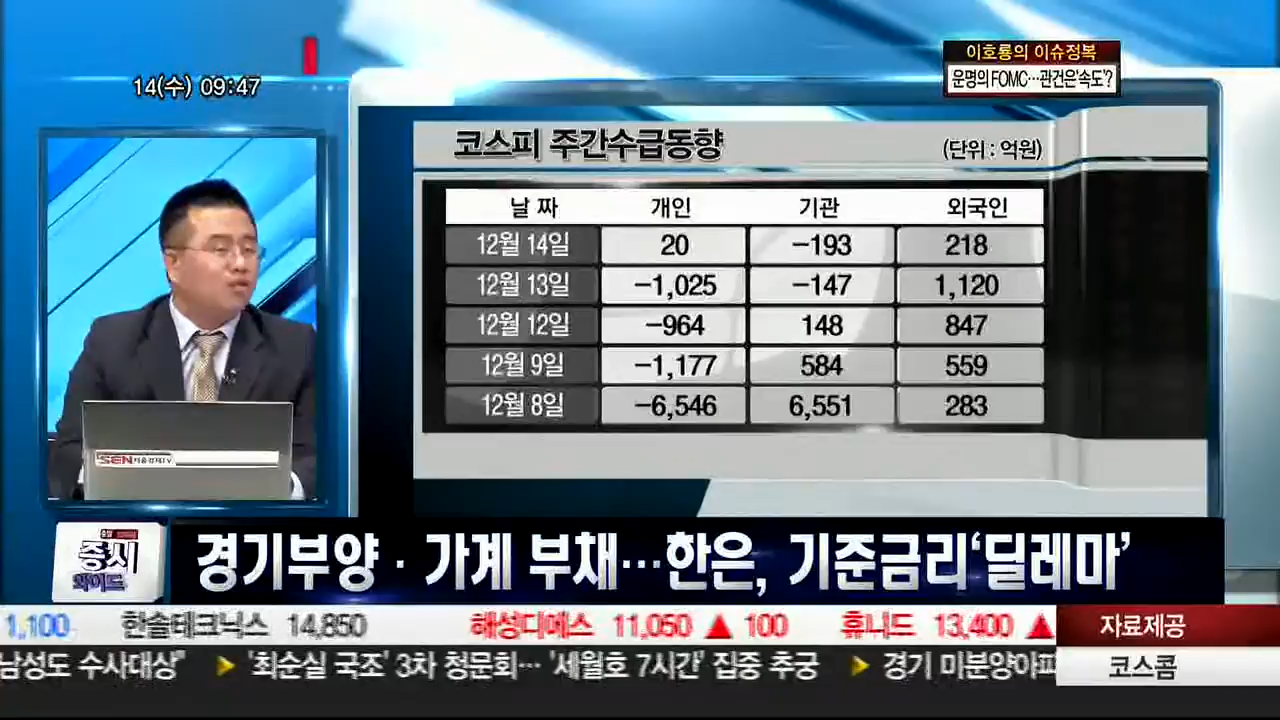 이호룡의 이슈정복
운명의 FOMC…관건은'속도'?
14(수) 09:47
코스피 주간수급동향
(단위 : 억원)
날 짜 개인 기관 외국인
12월 14일 20 -193 218
12월 13일 -1,025 -147 1,120
12월 12일 -964 148 847
12월 9일 -1,177 584 559
12월 8일 -6,546 6,551 283
SEN 서울경제TV
증시
와이드
경기부양 · 가계 부채…한은, 기준금리‘딜레마’
1,100 한솔테크닉스 14,850 해성디에스 11,050 ▲ 100 휴니드 13,400 ▲
자료제공
남성도 수사대상" ▶ '최순실 국조' 3차 청문회… '세월호 7시간' 집중 추궁 ▶ 경기 미분양아파
코스콤